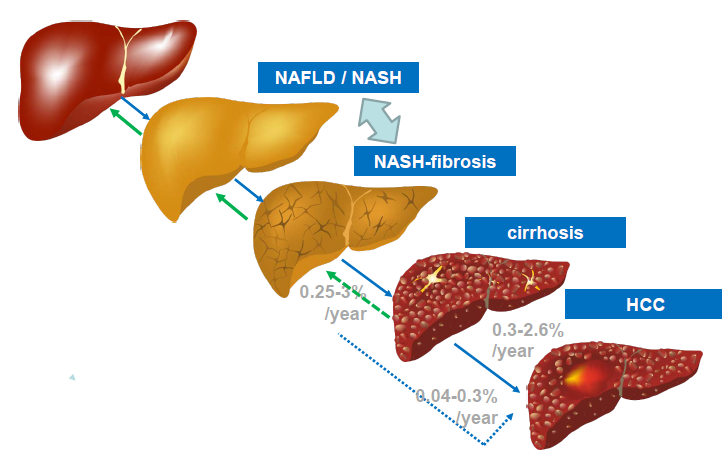 NAFLD / NASH
NASH-fibrosis
cirrhosis
0.25-3%
/year
HCC
0.3-2.6%
/year
0.04-0.3%
/year